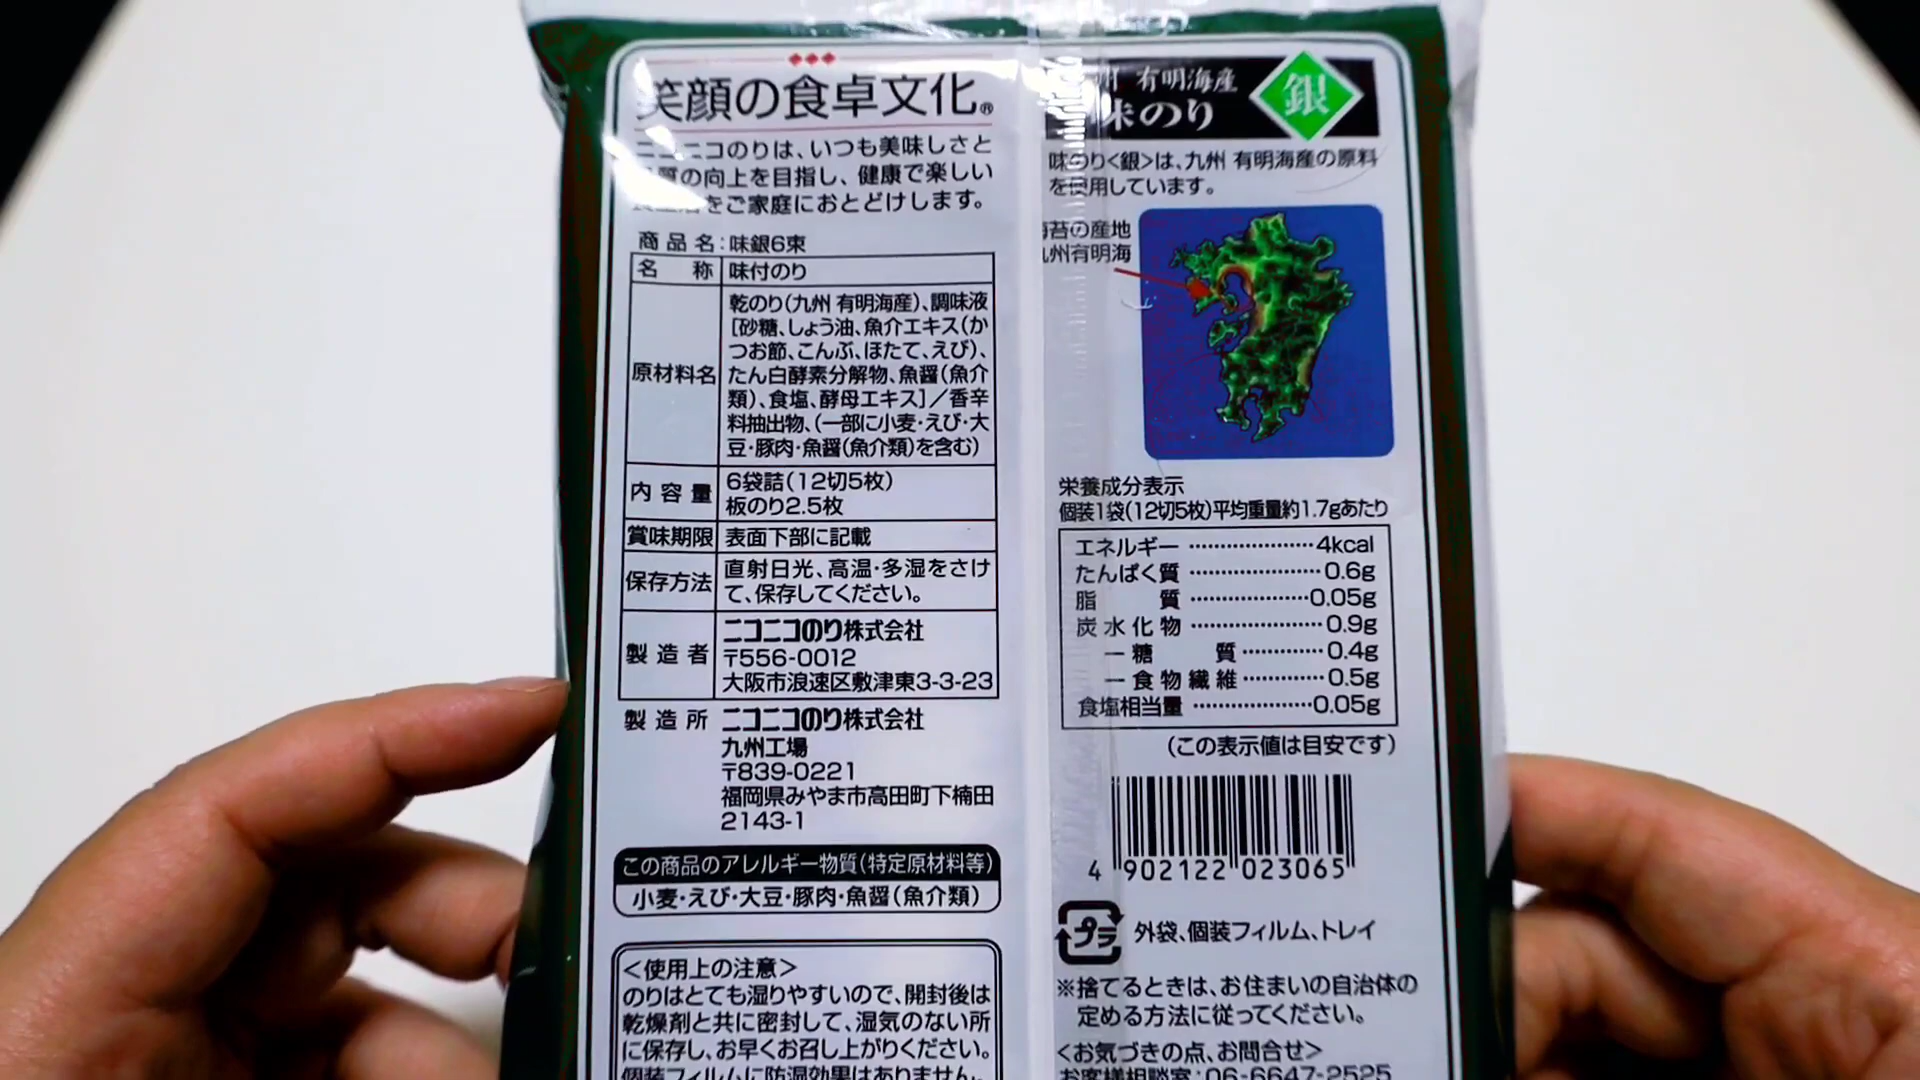 笑顔の食卓文化®
ニコニコのりは、いつも美味しさと
の向上を目指し、健康で楽しい
をご家庭におとどけします。
商品名：味銀6束
名称 味付のり
原材料名 乾のり(九州 有明海産)、調味液
[砂糖、しょう油、魚介エキス(か
つお節、こんぶ、ほたて、えび)、
たん白酵素分解物、魚醤(魚介
類)、食塩、酵母エキス]／香辛
料抽出物、(一部に小麦・えび・大
豆・豚肉・魚醤(魚介類)を含む)
内容量 6袋詰(12切5枚)
板のり2.5枚
賞味期限 表面下部に記載
保存方法 直射日光、高温・多湿をさけ
て、保存してください。
製造者 ニコニコのり株式会社
〒556-0012
大阪市浪速区敷津東3-3-23
製造所 ニコニコのり株式会社
九州工場
〒839-0221
福岡県みやま市高田町下楠田
2143-1
この商品のアレルギー物質(特定原材料等)
小麦・えび・大豆・豚肉・魚醤(魚介類)
<使用上の注意>
のりはとても湿りやすいので、開封後は
乾燥剤と共に密封して、湿気のない所
に保存し、お早くお召し上がりください。
個装フィルムに防湿効果はありません。
州 有明海産
味のり
銀
味のり<銀>は、九州 有明海産の原料
を使用しています。
海苔の産地
九州有明海
栄養成分表示
個装1袋(12切5枚)平均重量約1.7gあたり
エネルギー ……………… 4kcal
たんぱく質 ……………… 0.6g
脂質 ……………… 0.05g
炭水化物 ……………… 0.9g
－糖質 ………… 0.4g
－食物繊維 ………… 0.5g
食塩相当量 ……………… 0.05g
(この表示値は目安です)
4 902122 023065
プラ 外袋、個装フィルム、トレイ
※捨てるときは、お住まいの自治体の
定める方法に従ってください。
<お気づきの点、お問合せ>
お客様相談室：06-6647-2525